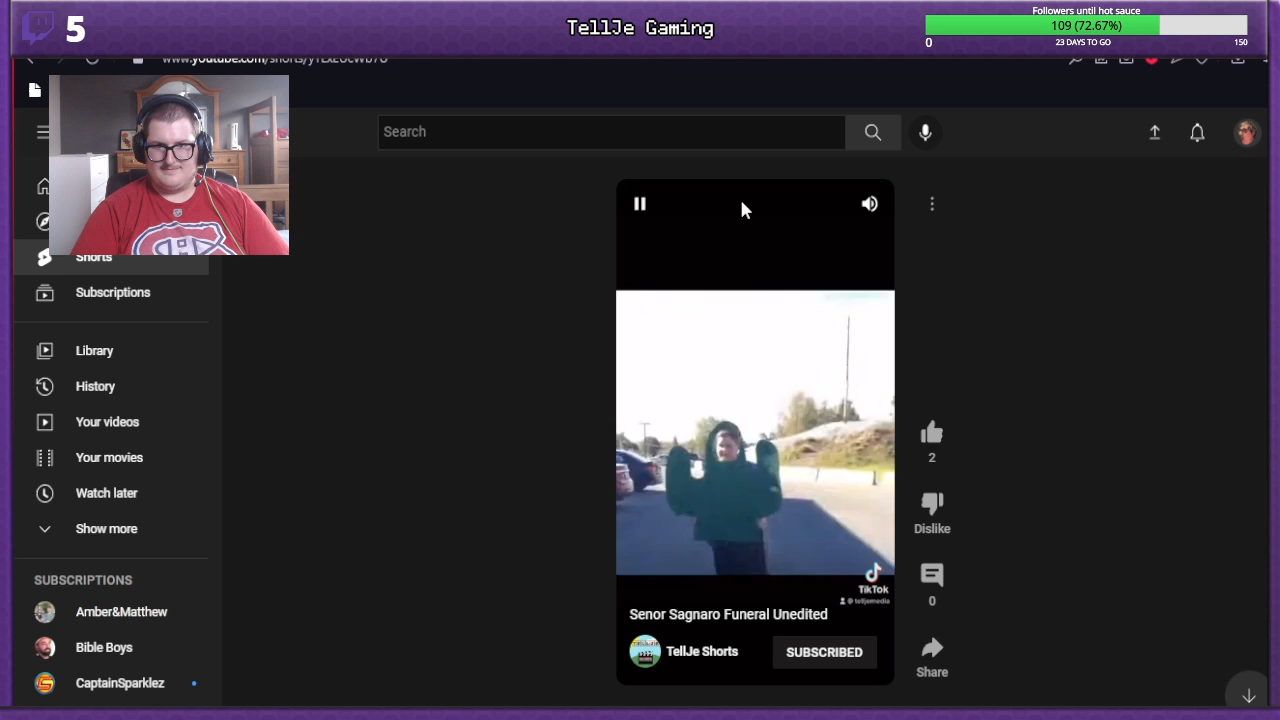 5
TellJe Gaming
Followers until hot sauce
109 (72.67%)
0
23 DAYS TO GO
150
Search
Shorts
Subscriptions
Library
History
Your videos
Your movies
Watch later
Show more
SUBSCRIPTIONS
Amber&Matthew
Bible Boys
CaptainSparklez
2
Dislike
0
Share
TikTok
@telljemedia
Senor Sagnaro Funeral Unedited
TellJe Shorts
SUBSCRIBED